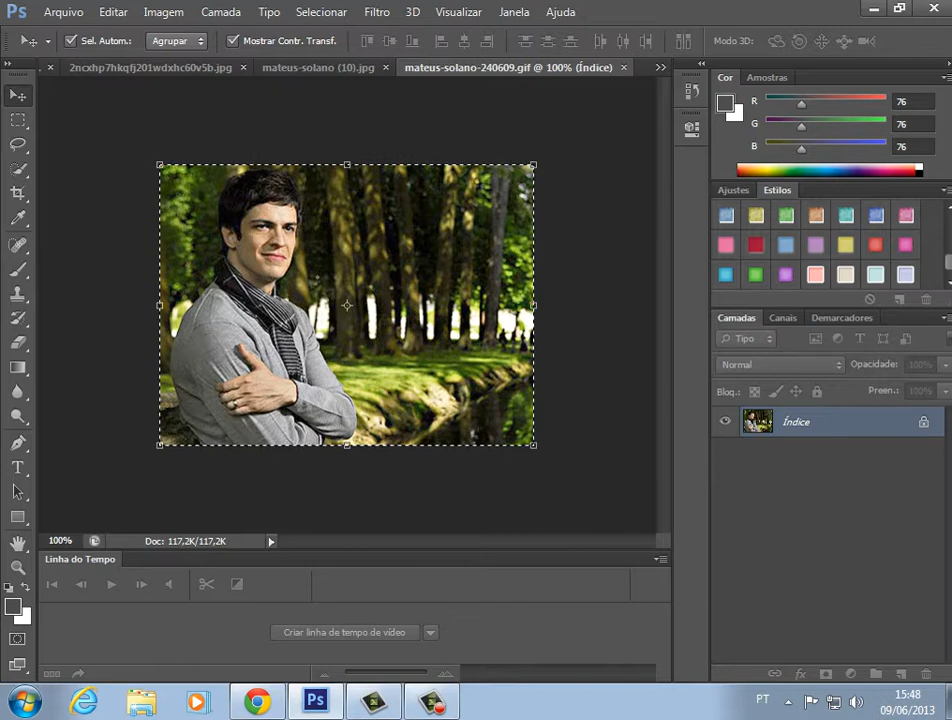 Ps Arquivo Editar Imagem Camada Tipo Selecionar Filtro 3D Visualizar Janela Ajuda
Sel. Autom.: Agrupar Mostrar Contr. Transf. Modo 3D:
2ncxhp7hkqfj201wdxhc60v5b.jpg × mateus-solano (10).jpg × mateus-solano-240609.gif @ 100% (Índice) ×
Cor Amostras
R 76
G 76
B 76
Ajustes Estilos
Camadas Canais Demarcadores
Tipo
Normal Opacidade: 100%
Bloq.: Preen.: 100%
Índice
100% Doc: 117,2K/117,2K
Linha do Tempo
Criar linha de tempo de vídeo
Ps PT 15:48
09/06/2013